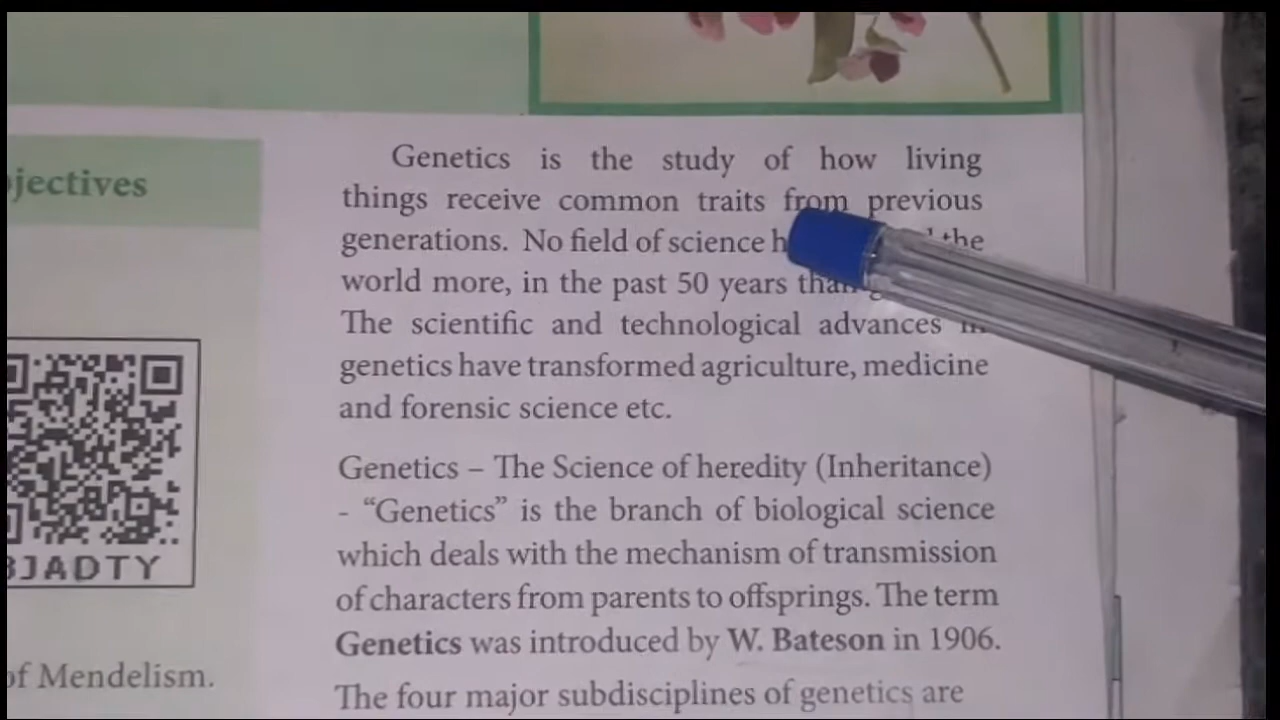 jectives
JADTY
of Mendelism.
Genetics is the study of how living
things receive common traits from previous
generations. No field of science the
world more, in the past 50 years than
The scientific and technological advances
genetics have transformed agriculture, medicine
and forensic science etc.
Genetics – The Science of heredity (Inheritance)
- “Genetics” is the branch of biological science
which deals with the mechanism of transmission
of characters from parents to offsprings. The term
Genetics was introduced by W. Bateson in 1906.
The four major subdisciplines of genetics are